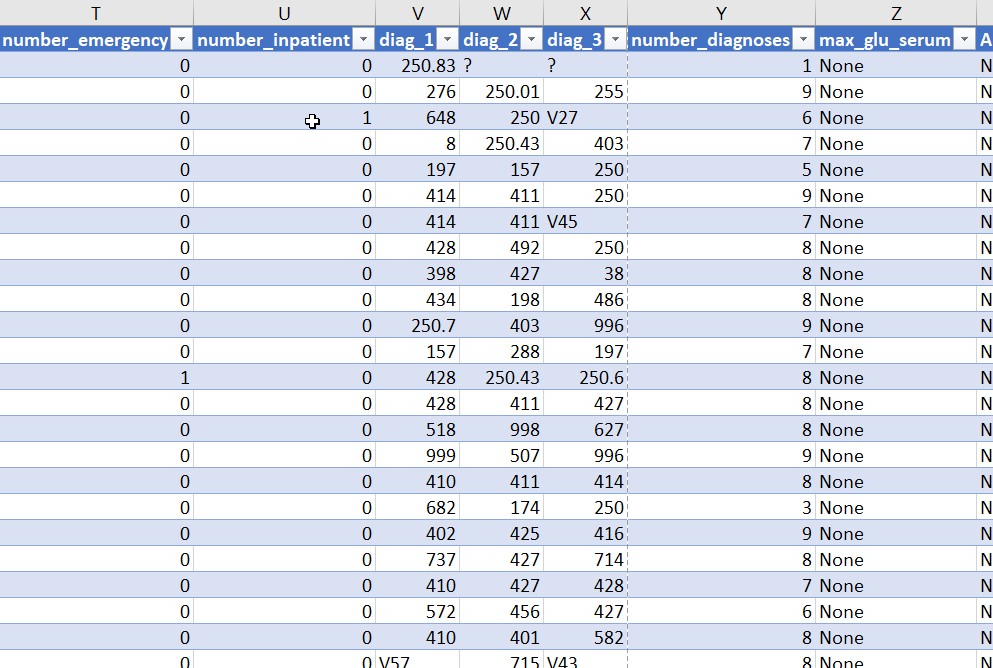 T U V W X Y Z
number_emergency number_inpatient diag_1 diag_2 diag_3 number_diagnoses max_glu_serum A
0 0 250.83 ? ? 1 None N
0 0 276 250.01 255 9 None N
0 1 648 250 V27 6 None N
0 0 8 250.43 403 7 None N
0 0 197 157 250 5 None N
0 0 414 411 250 9 None N
0 0 414 411 V45 7 None N
0 0 428 492 250 8 None N
0 0 398 427 38 8 None N
0 0 434 198 486 8 None N
0 0 250.7 403 996 9 None N
0 0 157 288 197 7 None N
1 0 428 250.43 250.6 8 None N
0 0 428 411 427 8 None N
0 0 518 998 627 8 None N
0 0 999 507 996 9 None N
0 0 410 411 414 8 None N
0 0 682 174 250 3 None N
0 0 402 425 416 9 None N
0 0 737 427 714 8 None N
0 0 410 427 428 7 None N
0 0 572 456 427 6 None N
0 0 410 401 582 8 None N
0 0 V57 715 V43 8 None N